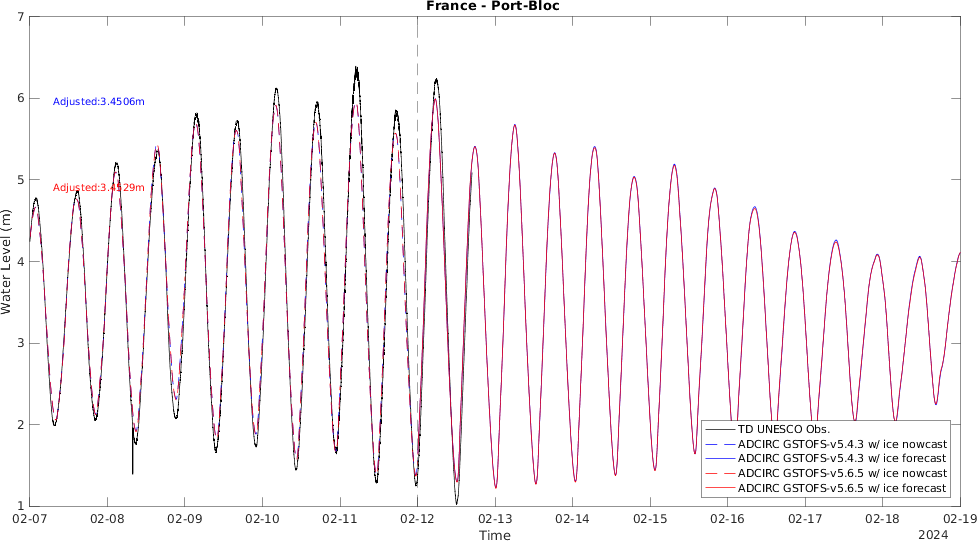 France - Port-Bloc
7
6
5
4
3
2
1
Water Level (m)
Adjusted:3.4506m
Adjusted:3.4529m
TD UNESCO Obs.
ADCIRC GSTOFS-v5.4.3 w/ ice nowcast
ADCIRC GSTOFS-v5.4.3 w/ ice forecast
ADCIRC GSTOFS-v5.6.5 w/ ice nowcast
ADCIRC GSTOFS-v5.6.5 w/ ice forecast
02-07 02-08 02-09 02-10 02-11 02-12 02-13 02-14 02-15 02-16 02-17 02-18 02-19
Time
2024